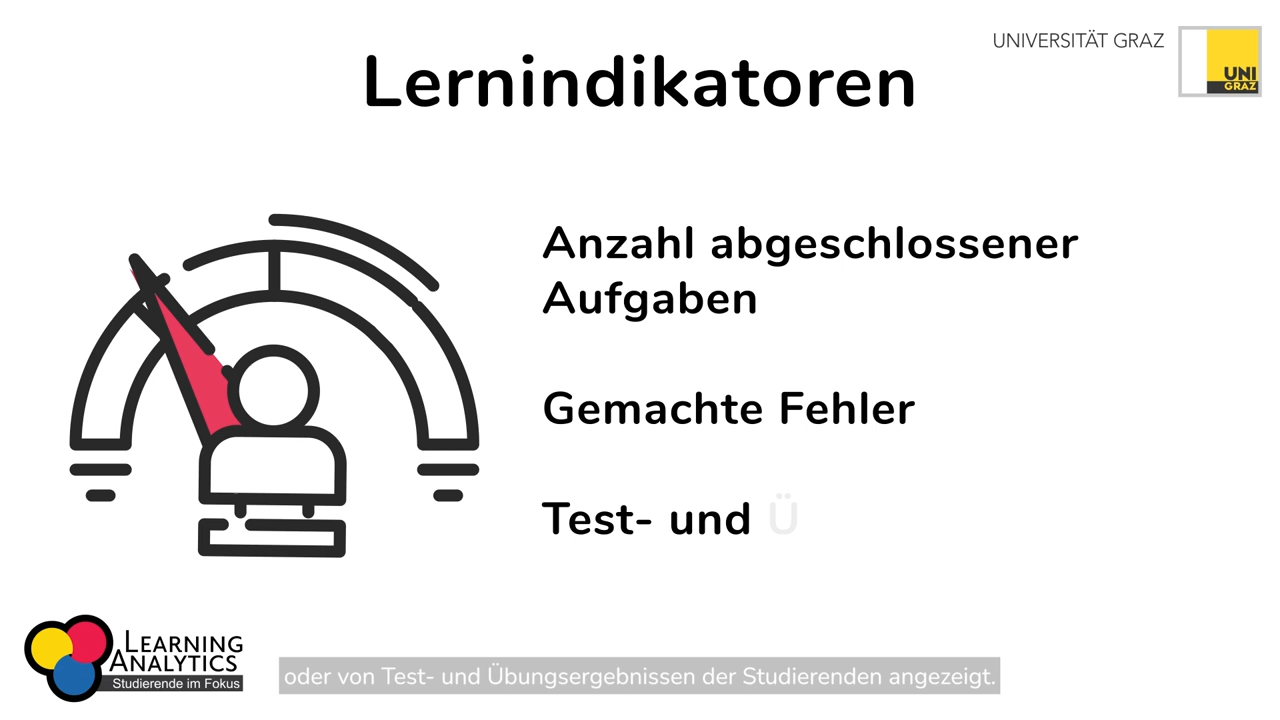 UNIVERSITÄT GRAZ
UNI
GRAZ
Lernindikatoren
Anzahl abgeschlossener
Aufgaben
Gemachte Fehler
Test- und Ü
LEARNING
ANALYTICS
Studierende im Fokus
oder von Test- und Übungsergebnissen der Studierenden angezeigt.